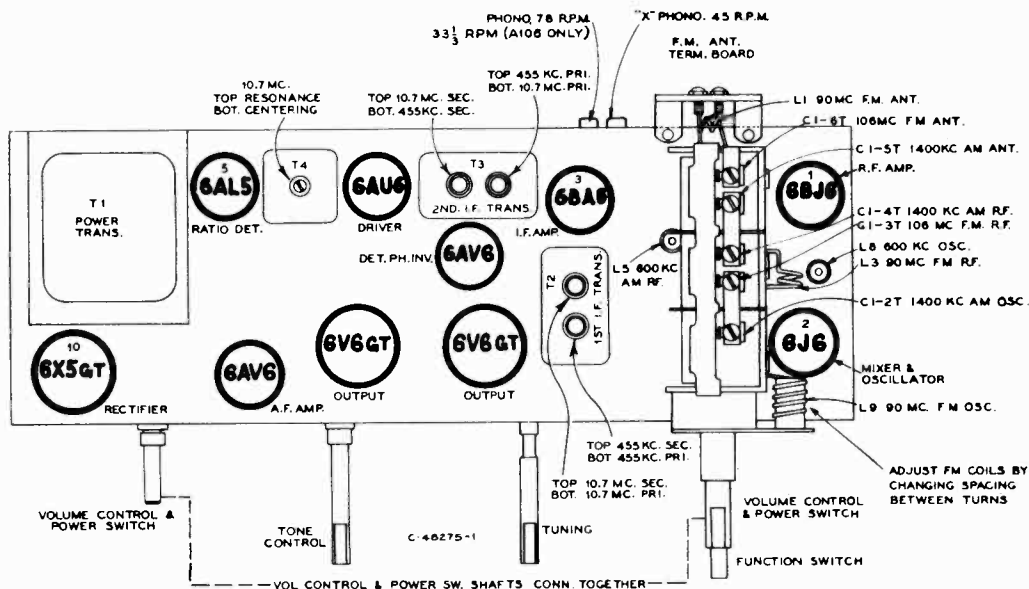 PHONO, 78 R.P.M.
33 1/3 RPM (A106 ONLY)
"X" PHONO. 45 R.P.M.
F.M. ANT.
TERM. BOARD
10.7 MC.
TOP RESONANCE
BOT. CENTERING
TOP 10.7 MC. SEC.
BOT. 455KC. SEC.
TOP 455 KC. PRI.
BOT. 10.7 MC. PRI.
L1 90MC F.M. ANT.
C1-6T 106MC FM ANT.
C1-5T 1400KC AM ANT.
R.F. AMP.
T1
POWER
TRANS.
5
6AL5
RATIO DET.
T4
6AU6
DRIVER
T3
2ND. I.F. TRANS.
3
6BA6
I.F. AMP.
1
6BJ6
C1-4T 1400 KC AM RF.
C1-3T 106 MC F.M. R.F.
L8 600 KC OSC.
L3 90MC FM RF.
L5 600KC
AM RF.
DET. PH. INV.
6AV6
T2
1ST I.F. TRANS.
C1-2T 1400 KC AM OSC.
10
6X5GT
RECTIFIER
6AV6
A.F. AMP.
6V6GT
OUTPUT
6V6GT
OUTPUT
2
6J6
MIXER &
OSCILLATOR
L9 90 MC. FM OSC.
TOP 455 KC. SEC.
BOT 455KC. PRI.
TOP 10.7 MC. SEC.
BOT. 10.7 MC. PRI.
ADJUST FM COILS BY
CHANGING SPACING
BETWEEN TURNS
VOLUME CONTROL &
POWER SWITCH
TONE
CONTROL
C-48275-1
TUNING
VOLUME CONTROL
& POWER SWITCH
FUNCTION SWITCH
VOL CONTROL & POWER SW. SHAFTS CONN. TOGETHER